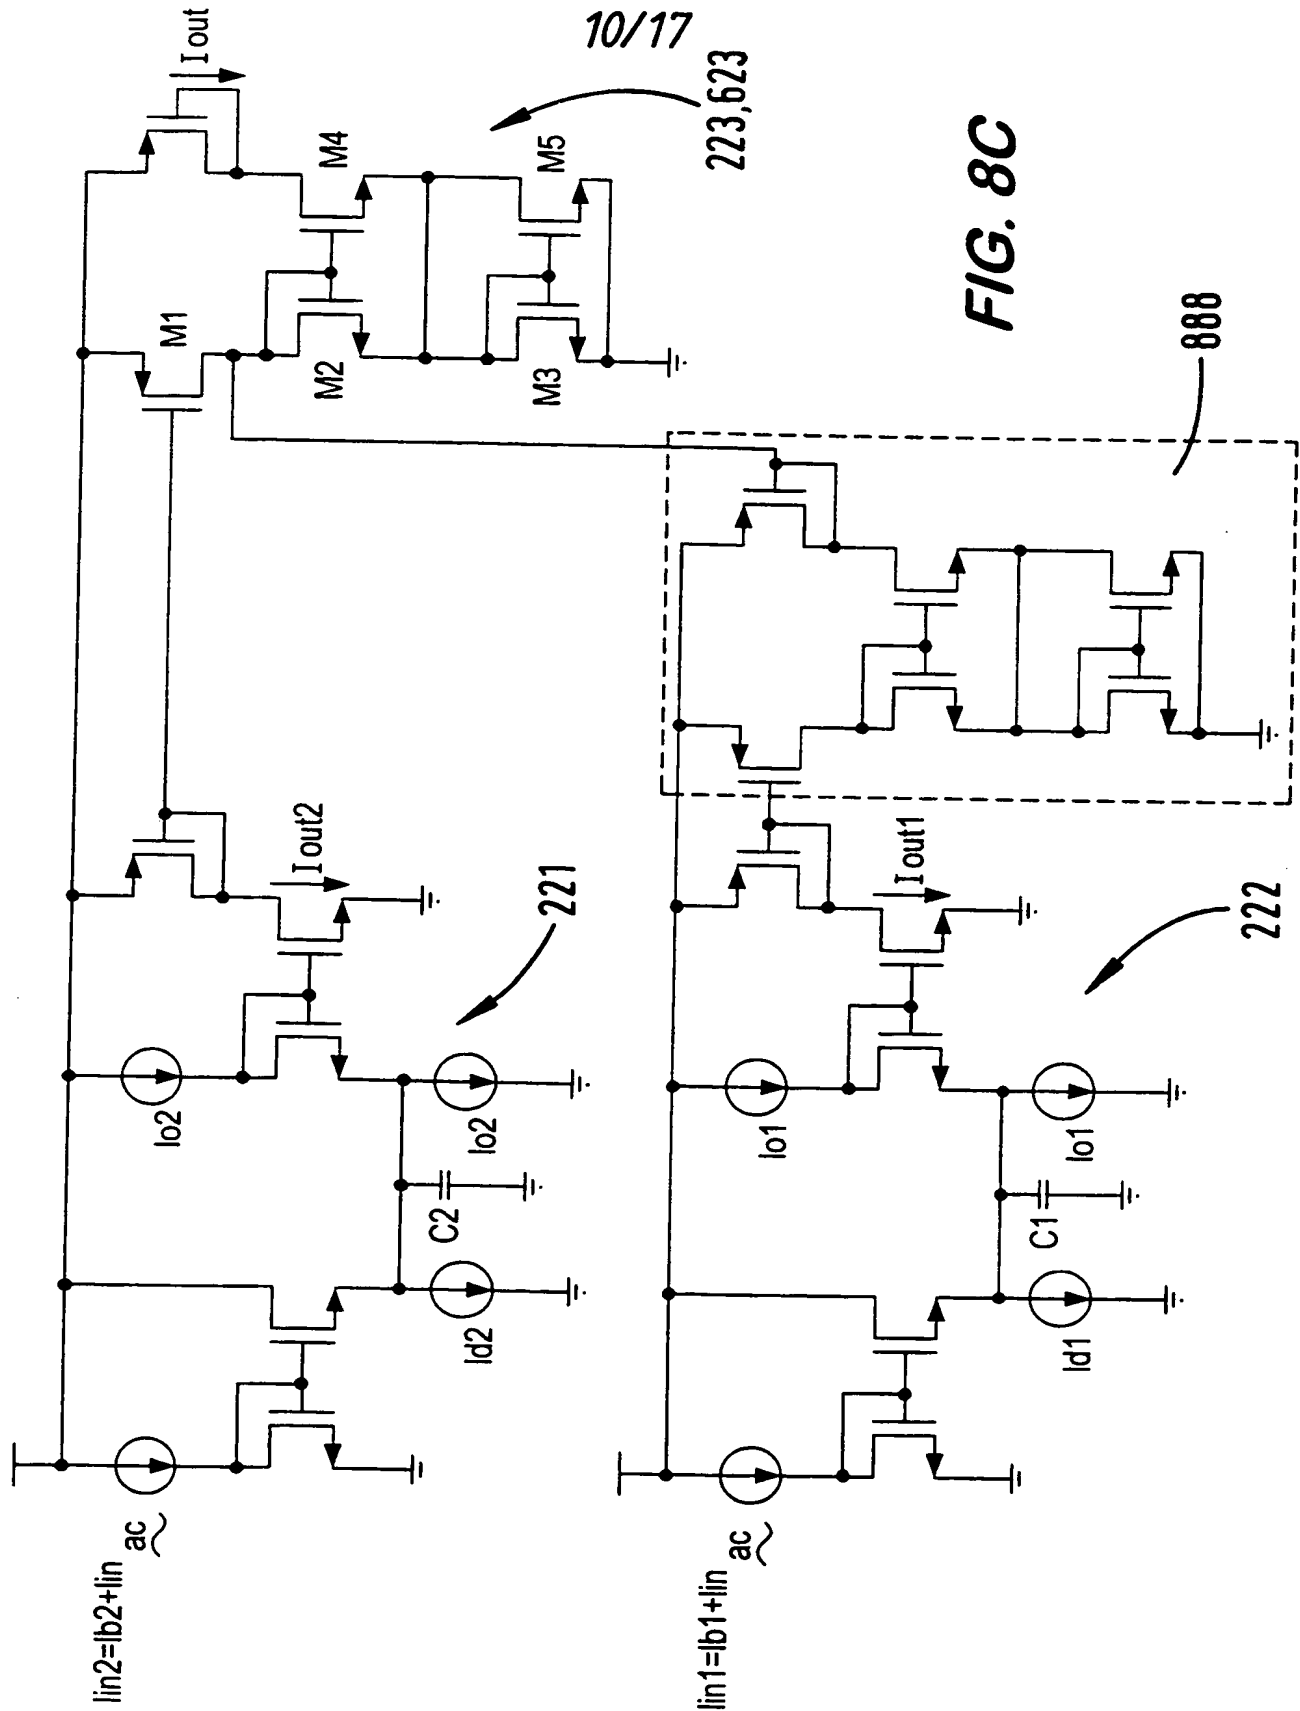 10/17
Iin2=Ib2+Iin
ac
Io2
Iout2
Id2
C2
Io2
221
M1
Iout
M2
M4
M3
M5
223,623
Iin1=Ib1+Iin
ac
Io1
Iout1
Id1
C1
Io1
222
888
FIG. 8C